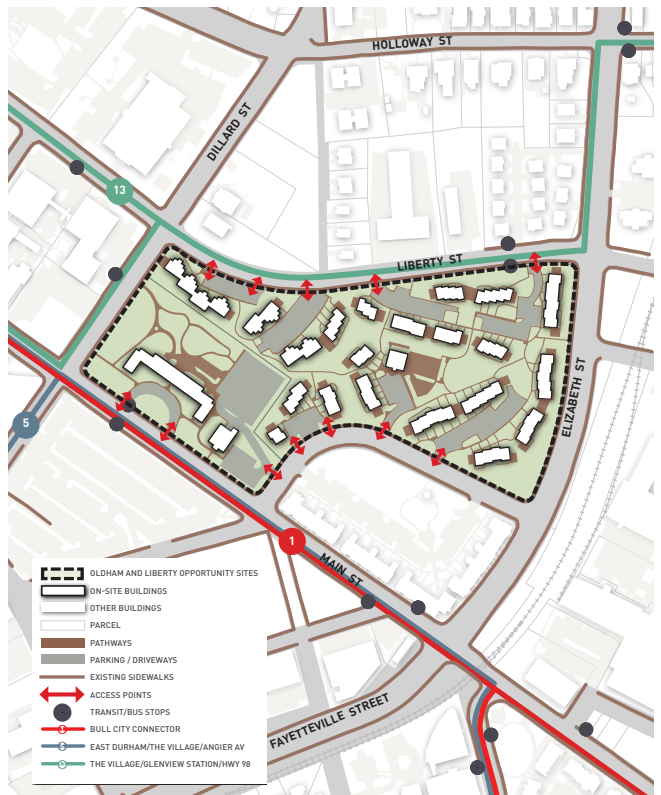 HOLLOWAY ST
DILLARD ST
13
LIBERTY ST
ELIZABETH ST
5
1
MAIN ST
FAYETTEVILLE STREET
OLDHAM AND LIBERTY OPPORTUNITY SITES
ON-SITE BUILDINGS
OTHER BUILDINGS
PARCEL
PATHWAYS
PARKING / DRIVEWAYS
EXISTING SIDEWALKS
ACCESS POINTS
TRANSIT/BUS STOPS
BULL CITY CONNECTOR
EAST DURHAM/THE VILLAGE/ANGIER AV
THE VILLAGE/GLENVIEW STATION/HWY 98